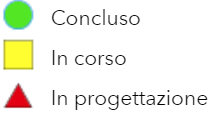 Concluso
In corso
In progettazione